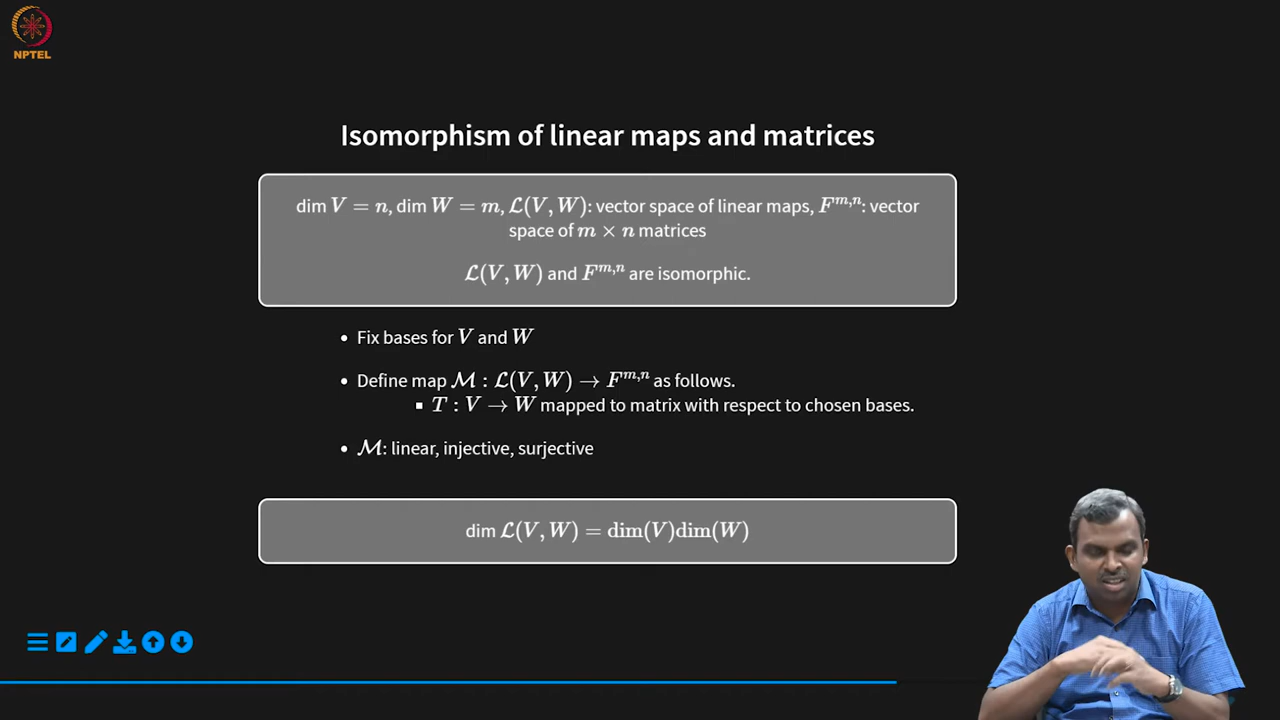 NPTEL
Isomorphism of linear maps and matrices
dim V = n, dim W = m, ℒ(V, W): vector space of linear maps, F^{m,n}: vector
space of m × n matrices
ℒ(V, W) and F^{m,n} are isomorphic.
• Fix bases for V and W
• Define map ℳ : ℒ(V, W) → F^{m,n} as follows.
▪ T : V → W mapped to matrix with respect to chosen bases.
• ℳ: linear, injective, surjective
dim ℒ(V, W) = dim(V)dim(W)